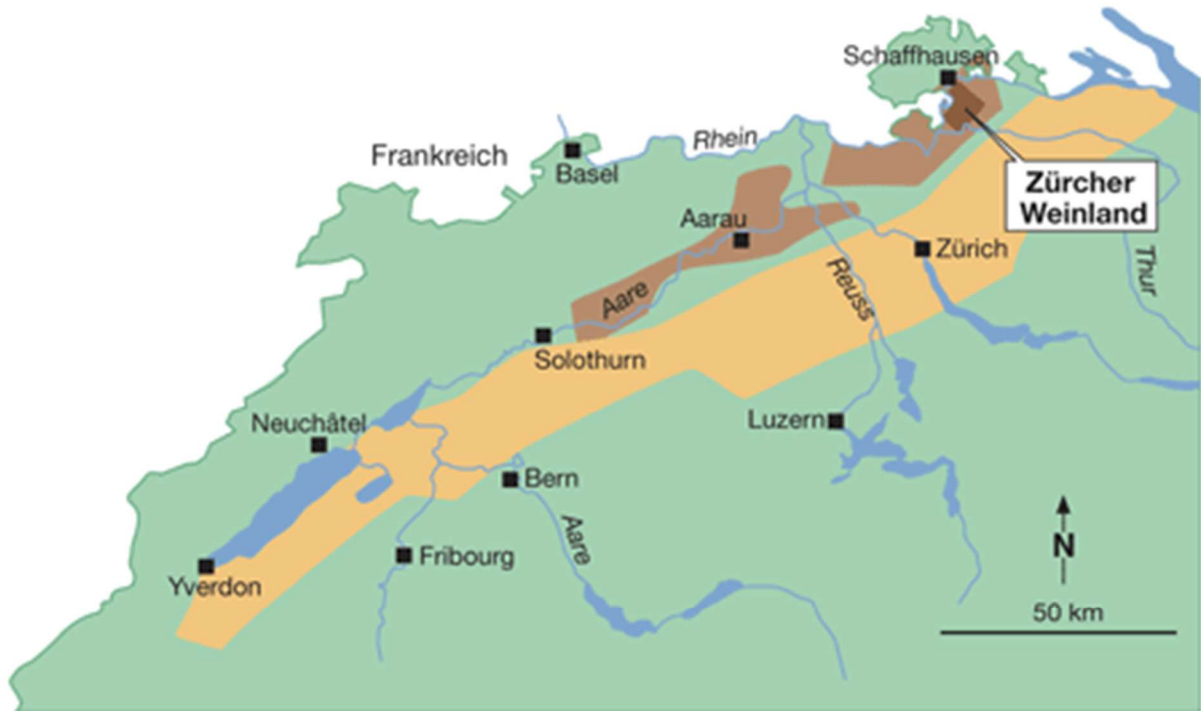 Schaffhausen
Rhein
Frankreich
Basel
Zürcher
Weinland
Aarau
Zürich
Thur
Reuss
Aare
Solothurn
Neuchâtel
Luzern
Bern
Aare
N
Fribourg
Yverdon
50 km